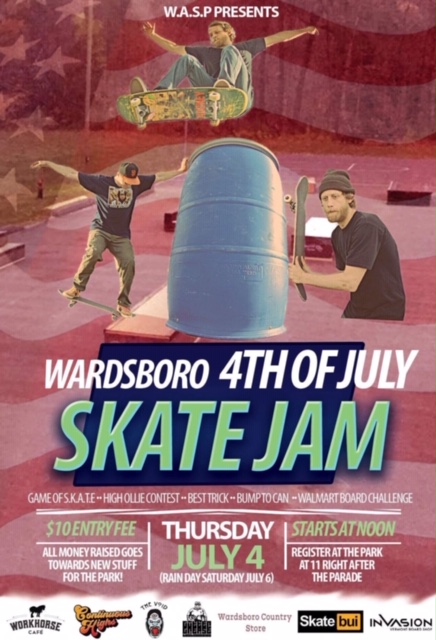 W.A.S.P PRESENTS
WARDSBORO 4TH OF JULY
SKATE JAM
GAME OF S.K.A.T.E •• HIGH OLLIE CONTEST •• BEST TRICK •• BUMP TO CAN •• WALMART BOARD CHALLENGE
$10 ENTRY FEE
ALL MONEY RAISED GOES
TOWARDS NEW STUFF
FOR THE PARK!
THURSDAY
JULY 4
(RAIN DAY SATURDAY JULY 6)
STARTS AT NOON
REGISTER AT THE PARK
AT 11 RIGHT AFTER
THE PARADE
WORKHORSE
CAFE
Continuous
Highs
THE VOID
Wardsboro Country
Store
Skate bui
INVASION